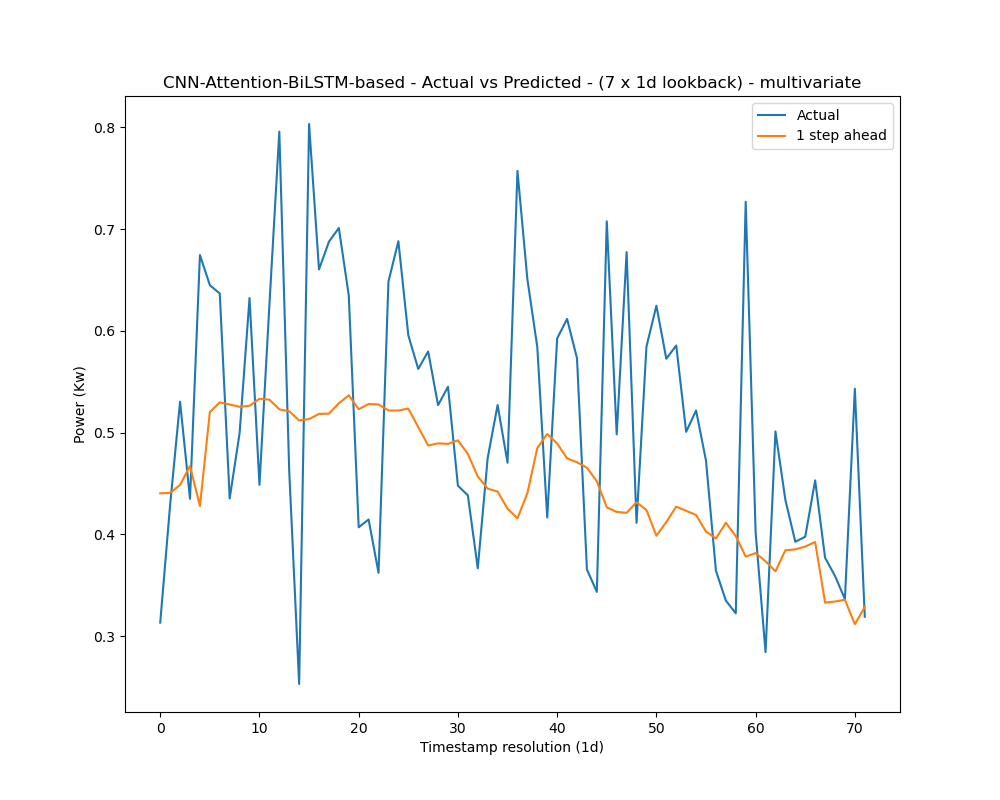 CNN-Attention-BiLSTM-based - Actual vs Predicted - (7 x 1d lookback) - multivariate
Actual
1 step ahead
0.8
0.7
0.6
0.5
0.4
0.3
Power (Kw)
0 10 20 30 40 50 60 70
Timestamp resolution (1d)